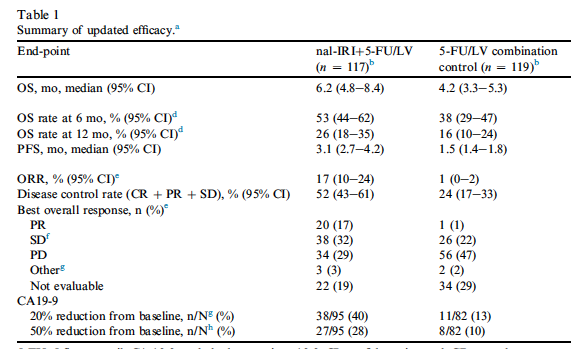 Table 1
Summary of updated efficacy.a
End-point nal-IRI+5-FU/LV 5-FU/LV combination
(n = 117)b control (n = 119)b
OS, mo, median (95% CI) 6.2 (4.8–8.4) 4.2 (3.3–5.3)
OS rate at 6 mo, % (95% CI)d 53 (44–62) 38 (29–47)
OS rate at 12 mo, % (95% CI)d 26 (18–35) 16 (10–24)
PFS, mo, median (95% CI) 3.1 (2.7–4.2) 1.5 (1.4–1.8)
ORR, % (95% CI)e 17 (10–24) 1 (0–2)
Disease control rate (CR + PR + SD), % (95% CI) 52 (43–61) 24 (17–33)
Best overall response, n (%)e
PR 20 (17) 1 (1)
SDf 38 (32) 26 (22)
PD 34 (29) 56 (47)
Otherg 3 (3) 2 (2)
Not evaluable 22 (19) 34 (29)
CA19-9
20% reduction from baseline, n/Ng (%) 38/95 (40) 11/82 (13)
50% reduction from baseline, n/Nh (%) 27/95 (28) 8/82 (10)